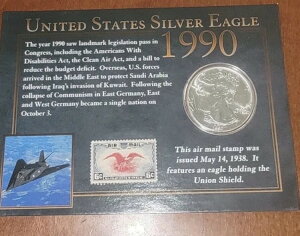 UNITED STATES SILVER EAGLE
1990
The year 1990 new landmark legislation pass in
Congress, including the Americans With
Disabilities Act, the Clean Air Act, and a bill to
reduce the budget deficit. Overseas, U.S. forces
arrived in the Middle East to protect Saudi Arabia
following Iraq's invasion of Kuwait. Following the
collapse of Communism in East Germany, East
and West Germany became a single nation on
October 3.
AIR MAIL
6¢ 6¢
This air mail stamp was
issued May 14, 1938. It
features an eagle holding the
Union Shield.